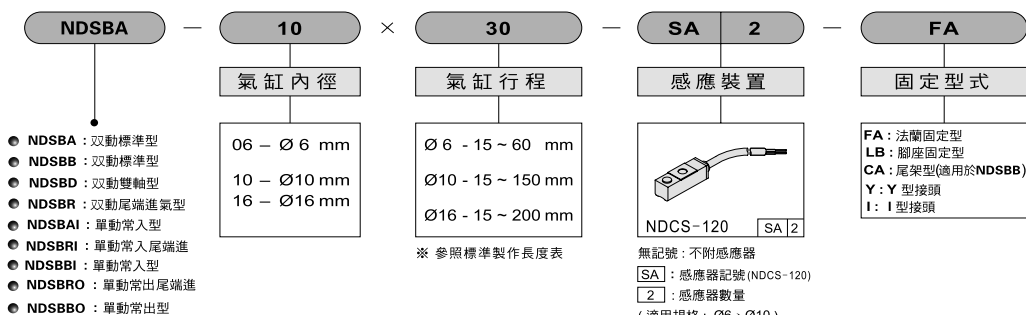 NDSBA — 10 × 30 — SA 2 — FA
氣缸內徑
氣缸行程
感應裝置
固定型式
NDSBA：双動標準型
NDSBB：双動標準型
NDSBD：双動雙軸型
NDSBR：双動尾端進氣型
NDSBAI：單動常入型
NDSBRI：單動常入尾端進
NDSBBI：單動常入型
NDSBRO：單動常出尾端進
NDSBBO：單動常出型
06 – Ø 6 mm
10 – Ø10 mm
16 – Ø16 mm
Ø 6 - 15 ~ 60 mm
Ø10 - 15 ~ 150 mm
Ø16 - 15 ~ 200 mm
※ 參照標準製作長度表
NDCS-120 SA 2
無記號：不附感應器
SA：感應器記號(NDCS-120)
2：感應器數量
(適用規格：Ø6、Ø10)
FA：法蘭固定型
LB：腳座固定型
CA：尾架型(適用於NDSBB)
Y：Y 型接頭
I：I 型接頭